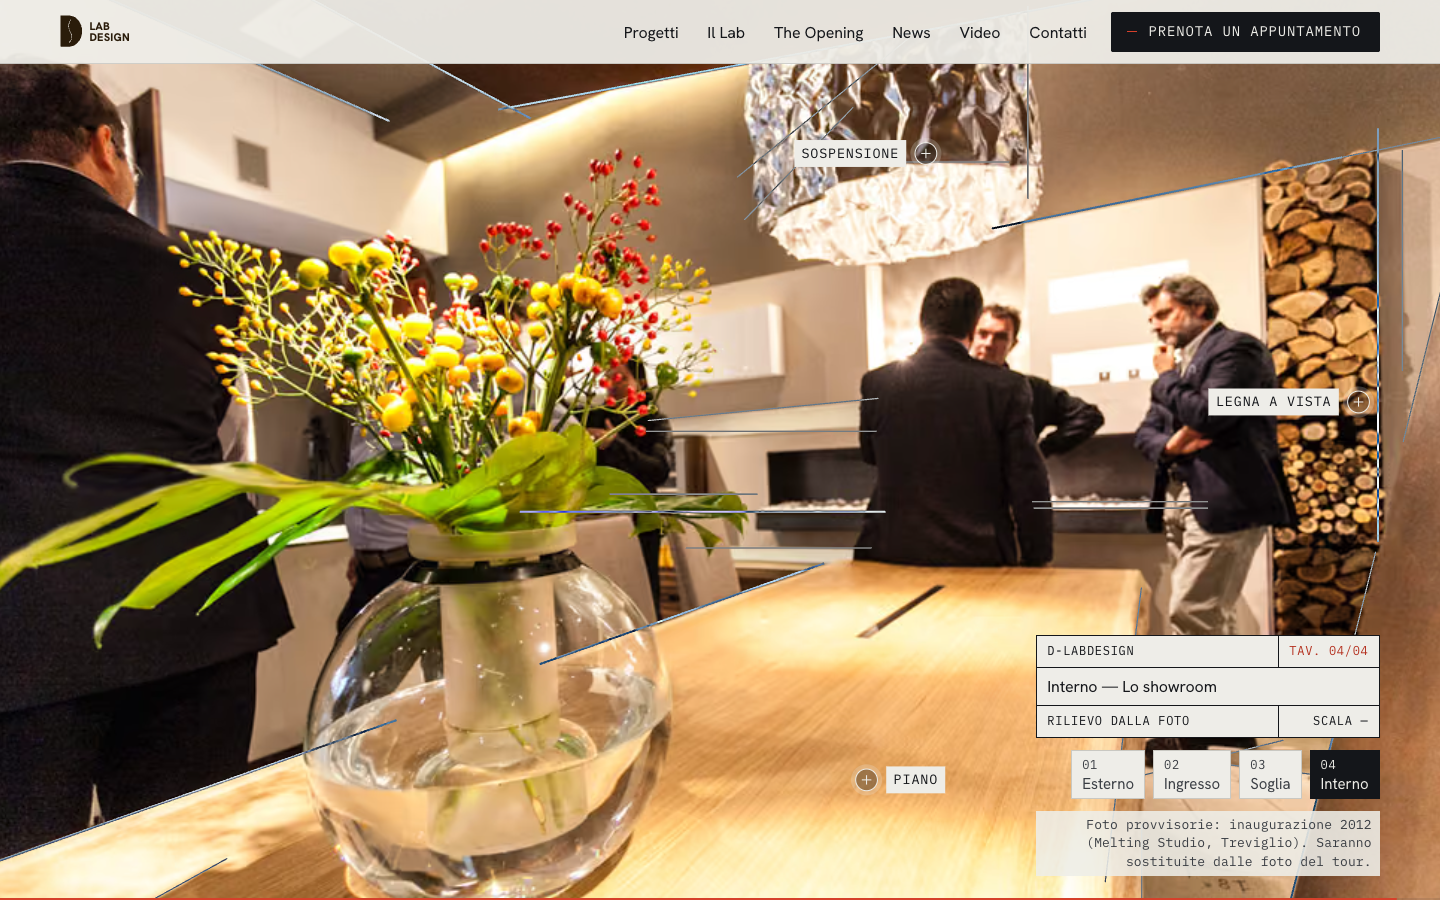 LAB
DESIGN
Progetti
Il Lab
The Opening
News
Video
Contatti
— PRENOTA UN APPUNTAMENTO
SOSPENSIONE
LEGNA A VISTA
PIANO
D-LABDESIGN
TAV. 04/04
Interno — Lo showroom
RILIEVO DALLA FOTO
SCALA —
01
Esterno
02
Ingresso
03
Soglia
04
Interno
Foto provvisorie: inaugurazione 2012
(Melting Studio, Treviglio). Saranno
sostituite dalle foto del tour.